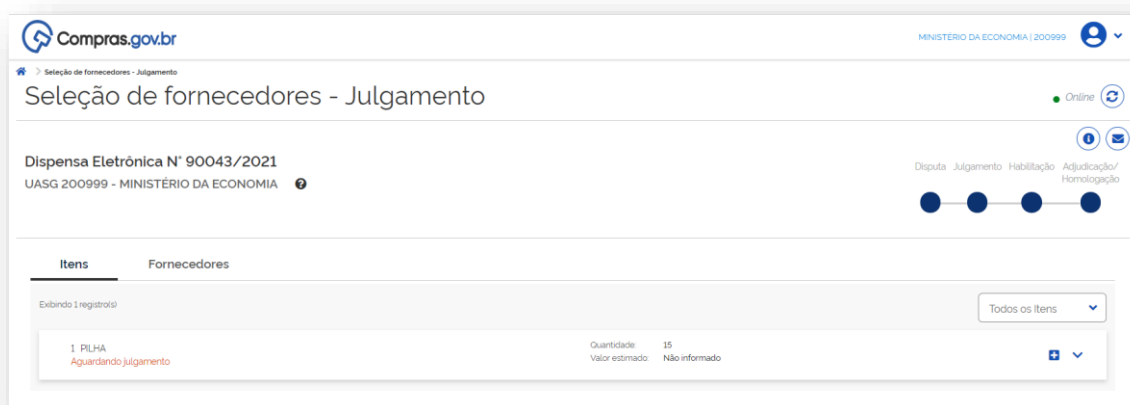 Compras.gov.br
MINISTÉRIO DA ECONOMIA | 200999
Seleção de fornecedores - Julgamento
Seleção de fornecedores - Julgamento
Online
Dispensa Eletrônica N° 90043/2021
UASG 200999 - MINISTÉRIO DA ECONOMIA
Disputa Julgamento Habilitação Adjudicação/
Homologação
Itens Fornecedores
Exibindo 1 registro(s)
Todos os Itens
1 PILHA
Aguardando julgamento
Quantidade: 15
Valor estimado: Não informado